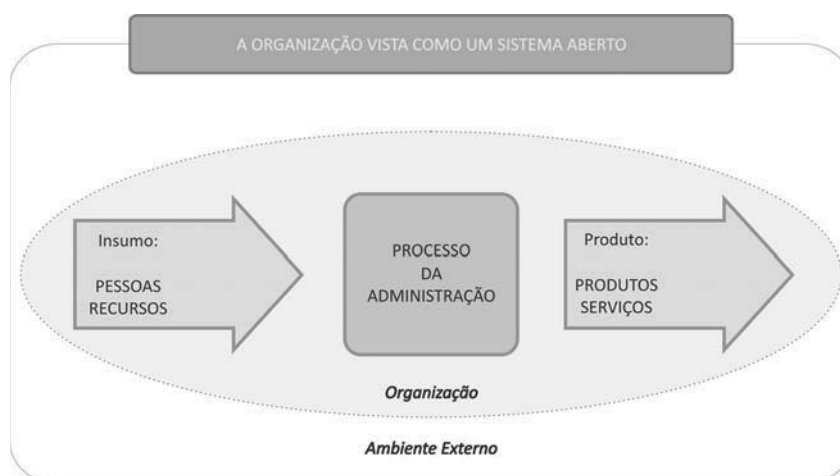 A ORGANIZAÇÃO VISTA COMO UM SISTEMA ABERTO
Insumo:
PESSOAS
RECURSOS
PROCESSO
DA
ADMINISTRAÇÃO
Produto:
PRODUTOS
SERVIÇOS
Organização
Ambiente Externo